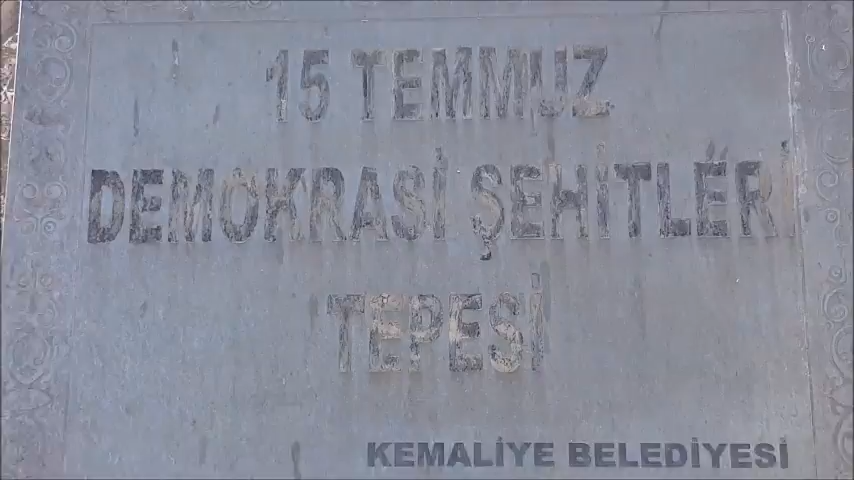 15 TEMMUZ
DEMOKRASİ ŞEHİTLERİ
TEPESİ
KEMALİYE BELEDİYESİ